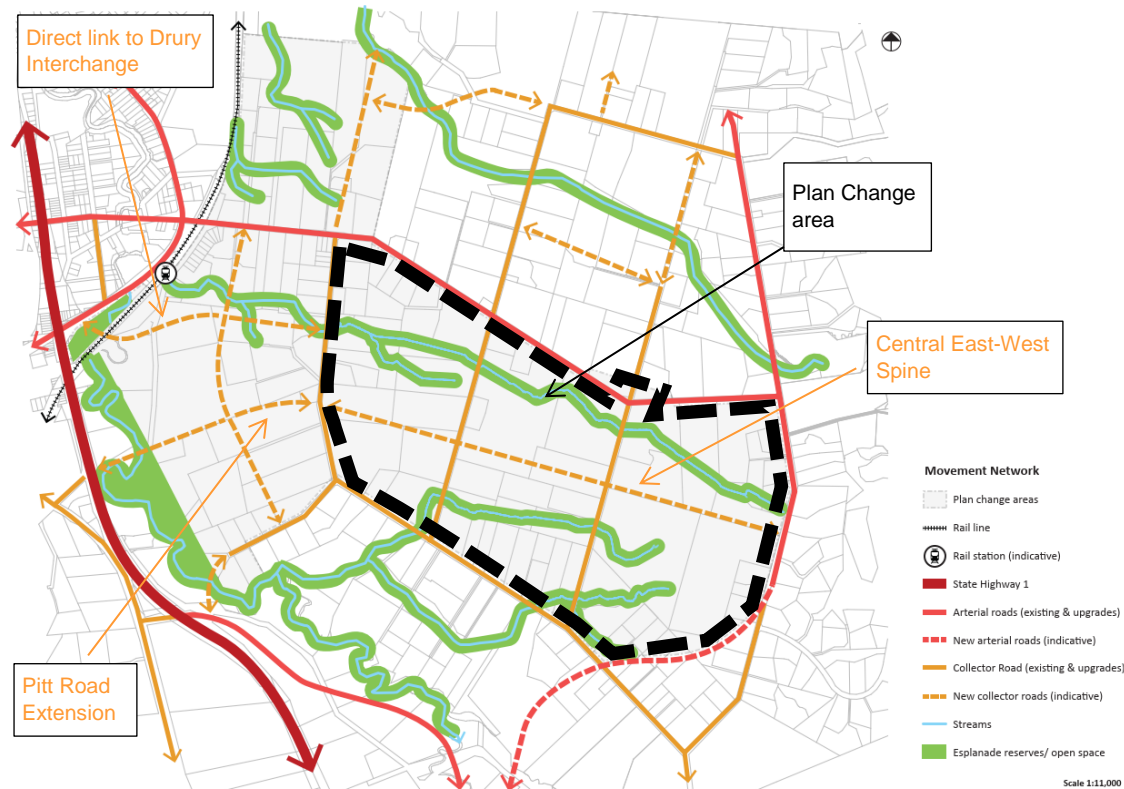 Direct link to Drury
Interchange
Plan Change
area
Central East-West
Spine
Pitt Road
Extension
Movement Network
Plan change areas
Rail line
Rail station (indicative)
State Highway 1
Arterial roads (existing & upgrades)
New arterial roads (indicative)
Collector Road (existing & upgrades)
New collector roads (indicative)
Streams
Esplanade reserves/ open space
Scale 1:11,000